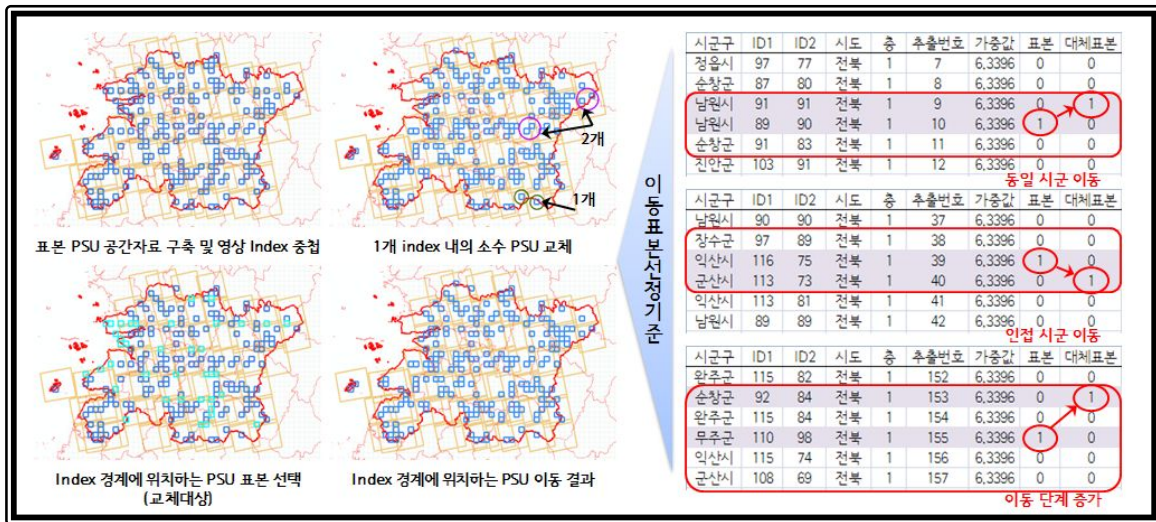 2개
1개
표본 PSU 공간자료 구축 및 영상 Index 중첩
1개 index 내의 소수 PSU 교체
Index 경계에 위치하는 PSU 표본 선택
(교체대상)
Index 경계에 위치하는 PSU 이동 결과
이동표본선정기준
시군구 ID1 ID2 시도 층 추출번호 가중값 표본 대체표본
정읍시 97 77 전북 1 7 6,3396 0 0
순창군 87 80 전북 1 8 6,3396 0 0
남원시 91 91 전북 1 9 6,3396 0 1
남원시 89 90 전북 1 10 6,3396 1 0
순창군 91 83 전북 1 11 6,3396 0 0
진안군 103 91 전북 1 12 6,3396 0 0
동일 시군 이동
시군구 ID1 ID2 시도 층 추출번호 가중값 표본 대체표본
남원시 90 90 전북 1 37 6,3396 0 0
장수군 97 89 전북 1 38 6,3396 0 0
익산시 116 75 전북 1 39 6,3396 1 0
군산시 113 73 전북 1 40 6,3396 0 1
익산시 113 81 전북 1 41 6,3396 0 0
남원시 89 89 전북 1 42 6,3396 0 0
인접 시군 이동
시군구 ID1 ID2 시도 층 추출번호 가중값 표본 대체표본
완주군 115 82 전북 1 152 6,3396 0 0
순창군 92 84 전북 1 153 6,3396 0 1
완주군 115 84 전북 1 154 6,3396 0 0
무주군 110 98 전북 1 155 6,3396 1 0
익산시 115 74 전북 1 156 6,3396 0 0
군산시 108 69 전북 1 157 6,3396 0 0
이동 단계 증가